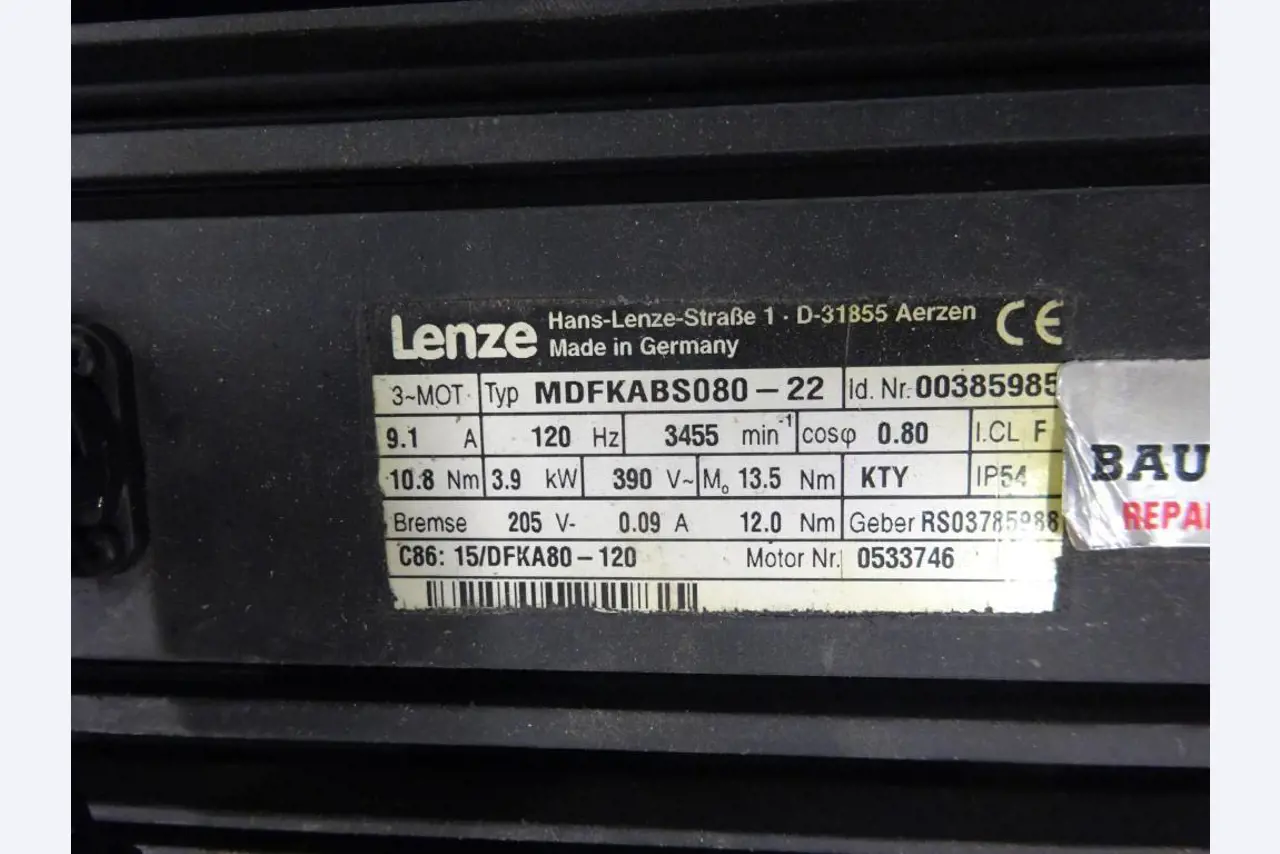 Lenze Hans-Lenze-Straße 1 · D-31855 Aerzen CE
Made in Germany
3~MOT Typ MDFKABS080-22 Id. Nr. 00385985
9.1 A 120 Hz 3455 min-1 cosφ 0.80 I.CL F
10.8 Nm 3.9 kW 390 V~ Mo 13.5 Nm KTY IP54
Bremse 205 V- 0.09 A 12.0 Nm Geber RS03785988
C86: 15/DFKA80-120 Motor Nr. 0533746
BAU
REPA